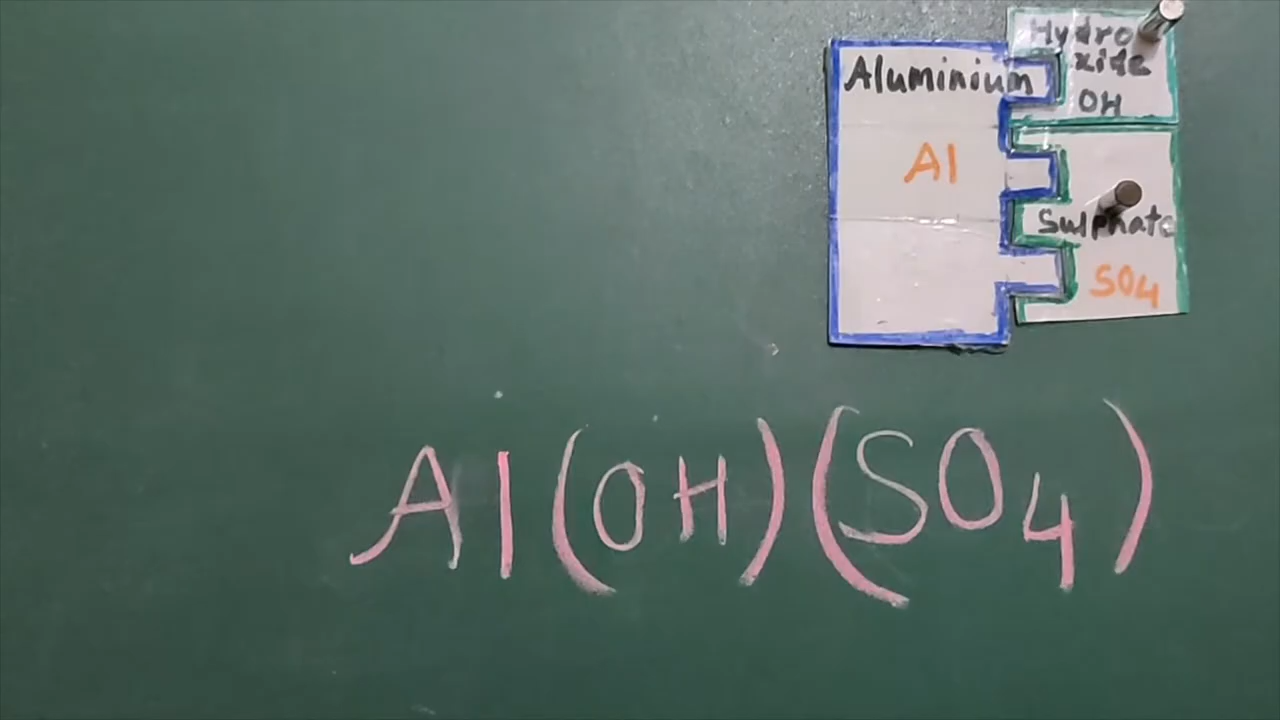 Hydro
xide
OH
Aluminium
Al
Sulphate
SO4
Al(OH)(SO4)